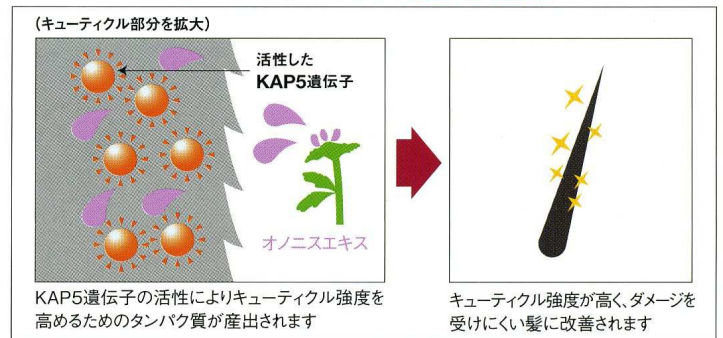 （キューティクル部分を拡大）
活性した
KAP5遺伝子
オノニスエキス
KAP5遺伝子の活性によりキューティクル強度を
高めるためのタンパク質が産出されます
キューティクル強度が高く、ダメージを
受けにくい髪に改善されます